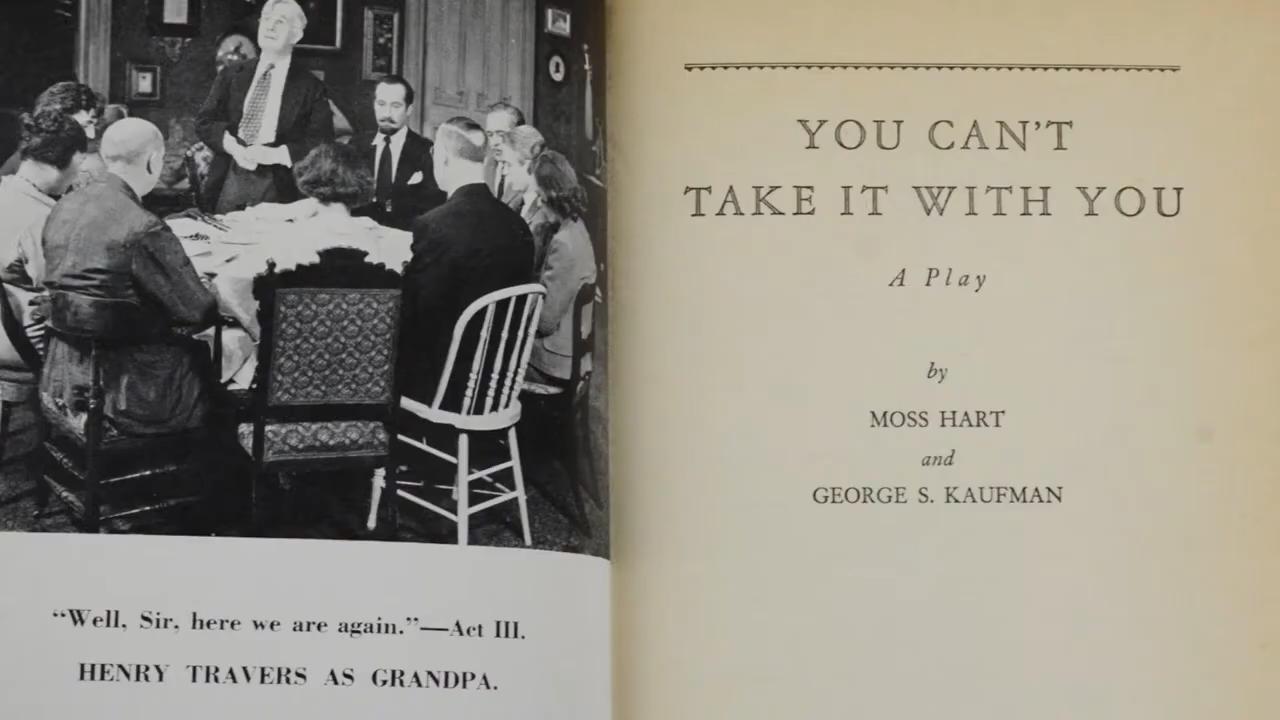 “Well, Sir, here we are again.”—Act III.
HENRY TRAVERS AS GRANDPA.
YOU CAN’T
TAKE IT WITH YOU
A Play
by
MOSS HART
and
GEORGE S. KAUFMAN